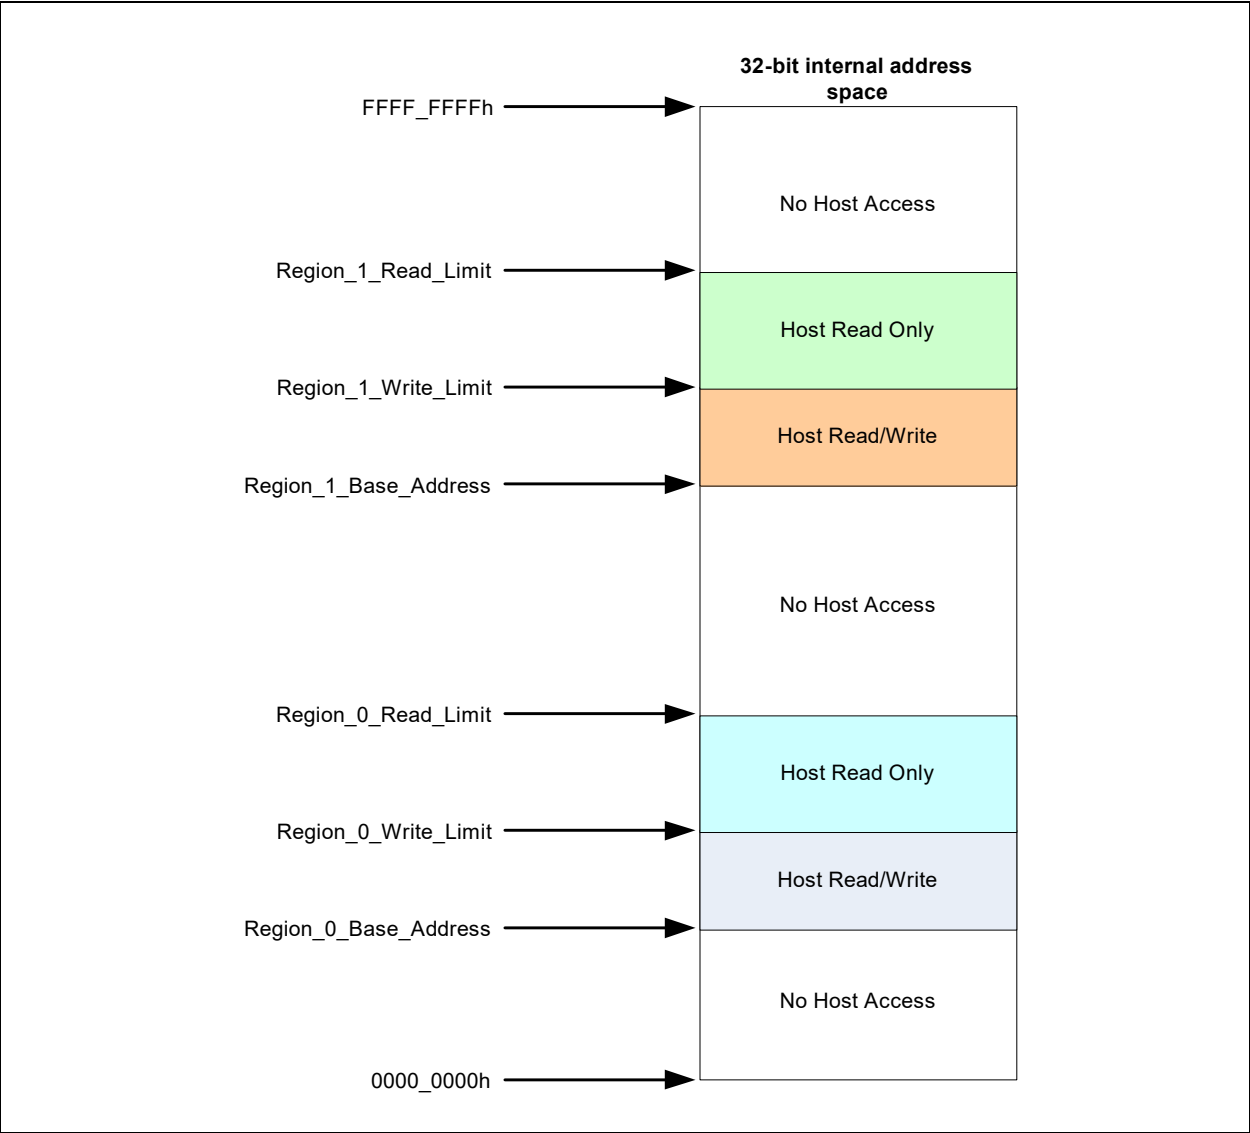 32-bit internal address
space
FFFF_FFFFh
No Host Access
Region_1_Read_Limit
Host Read Only
Region_1_Write_Limit
Host Read/Write
Region_1_Base_Address
No Host Access
Region_0_Read_Limit
Host Read Only
Region_0_Write_Limit
Host Read/Write
Region_0_Base_Address
No Host Access
0000_0000h